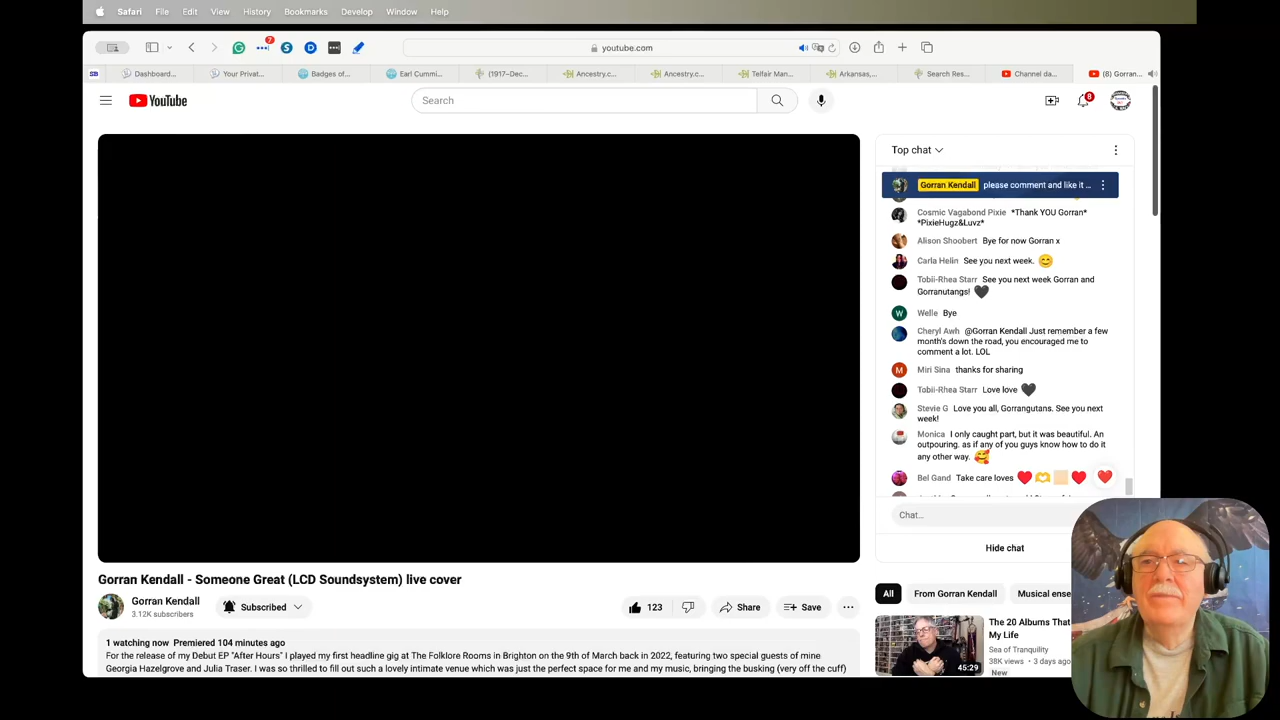 Safari File Edit View History Bookmarks Develop Window Help
7
S D
youtube.com
SB Dashboard... Your Privat... Badges of... Earl Cummi... (1917–Dec... Ancestry.c... Ancestry.c... Telfair Man... Arkansas,... Search Res... Channel da... (8) Gorran...
YouTube
Search
8
Top chat
Gorran Kendall please comment and like it ...
Cosmic Vagabond Pixie *Thank YOU Gorran*
*PixieHugz&Luvz*
Alison Shoobert Bye for now Gorran x
Carla Helin See you next week. 😊
Tobii-Rhea Starr See you next week Gorran and
Gorranutangs! 🖤
W Welle Bye
Cheryl Awh @Gorran Kendall Just remember a few
month's down the road, you encouraged me to
comment a lot. LOL
M Miri Sina thanks for sharing
Tobii-Rhea Starr Love love 🖤
Stevie G Love you all, Gorrangutans. See you next
week!
Monica I only caught part, but it was beautiful. An
outpouring. as if any of you guys know how to do it
any other way. 🥰
Bel Gand Take care loves
Chat...
Hide chat
Gorran Kendall - Someone Great (LCD Soundsystem) live cover
Gorran Kendall
3.12K subscribers
Subscribed
123
Share
Save
1 watching now Premiered 104 minutes ago
For the release of my Debut EP "After Hours" I played my first headline gig at The Folklore Rooms in Brighton on the 9th of March back in 2022, featuring two special guests of mine
Georgia Hazelgrove and Julia Traser. I was so thrilled to fill out such a lovely intimate venue which was just the perfect space for me and my music, bringing the busking (very off the cuff)
All From Gorran Kendall Musical ense
The 20 Albums That
My Life
Sea of Tranquility
38K views • 3 days ago
New
45:29